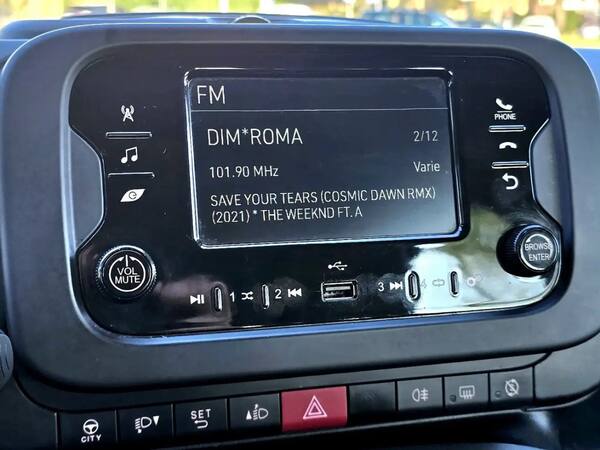 FM
DIM*ROMA 2/12
101.90 MHz Varie
SAVE YOUR TEARS (COSMIC DAWN RMX)
(2021) * THE WEEKND FT. A
PHONE
VOL
MUTE
BROWSE
ENTER
1 2 3 4
CITY
SET